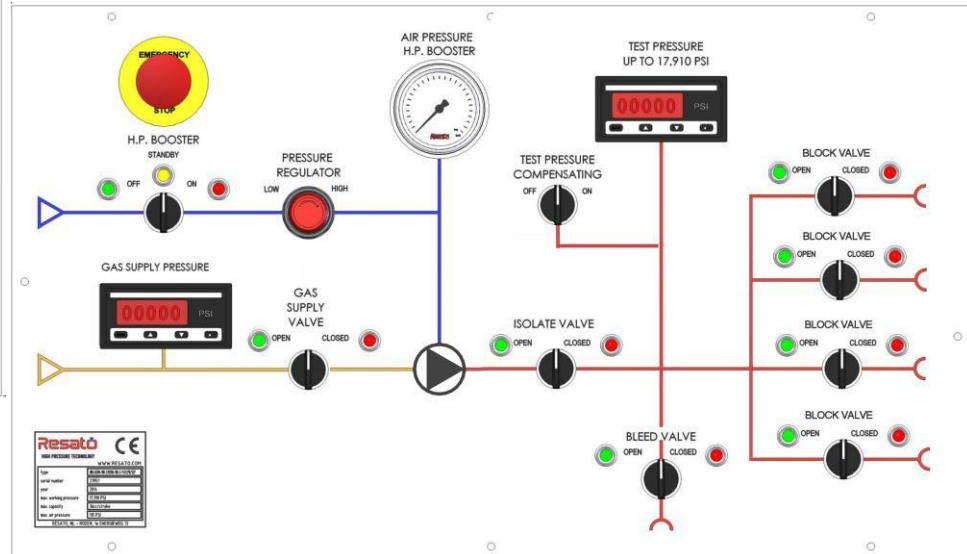 EMERGENCY
STOP
H.P. BOOSTER
STANDBY
OFF
ON
PRESSURE
REGULATOR
LOW
HIGH
AIR PRESSURE
H.P. BOOSTER
Resato
TEST PRESSURE
UP TO 17,910 PSI
00000
PSI
TEST PRESSURE
COMPENSATING
OFF
ON
BLOCK VALVE
OPEN
CLOSED
BLOCK VALVE
OPEN
CLOSED
GAS SUPPLY PRESSURE
00000
PSI
GAS
SUPPLY
VALVE
OPEN
CLOSED
ISOLATE VALVE
OPEN
CLOSED
BLOCK VALVE
OPEN
CLOSED
BLOCK VALVE
OPEN
CLOSED
BLEED VALVE
OPEN
CLOSED
Resato CE
HIGH PRESSURE TECHNOLOGY
WWW.RESATO.COM
type
serial number
year
max. working pressure
max. capacity
max. air pressure